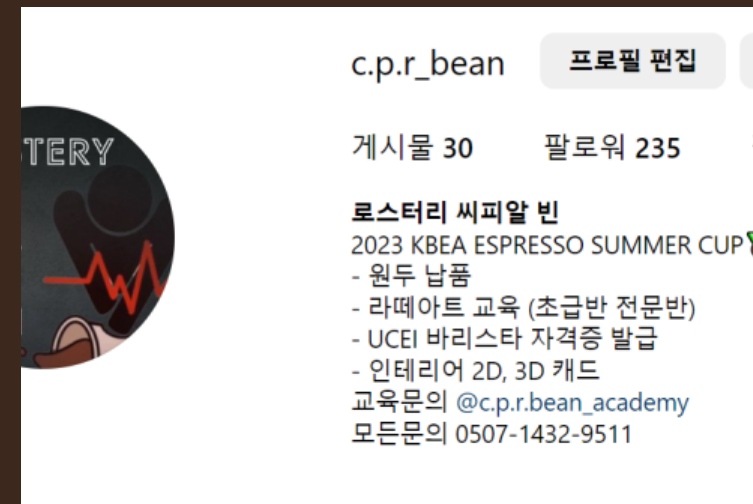 c.p.r_bean 프로필 편집
TERY
게시물 30 팔로워 235
로스터리 씨피알 빈
2023 KBEA ESPRESSO SUMMER CUP
- 원두 납품
- 라떼아트 교육 (초급반 전문반)
- UCEI 바리스타 자격증 발급
- 인테리어 2D, 3D 캐드
교육문의 @c.p.r.bean_academy
모든문의 0507-1432-9511